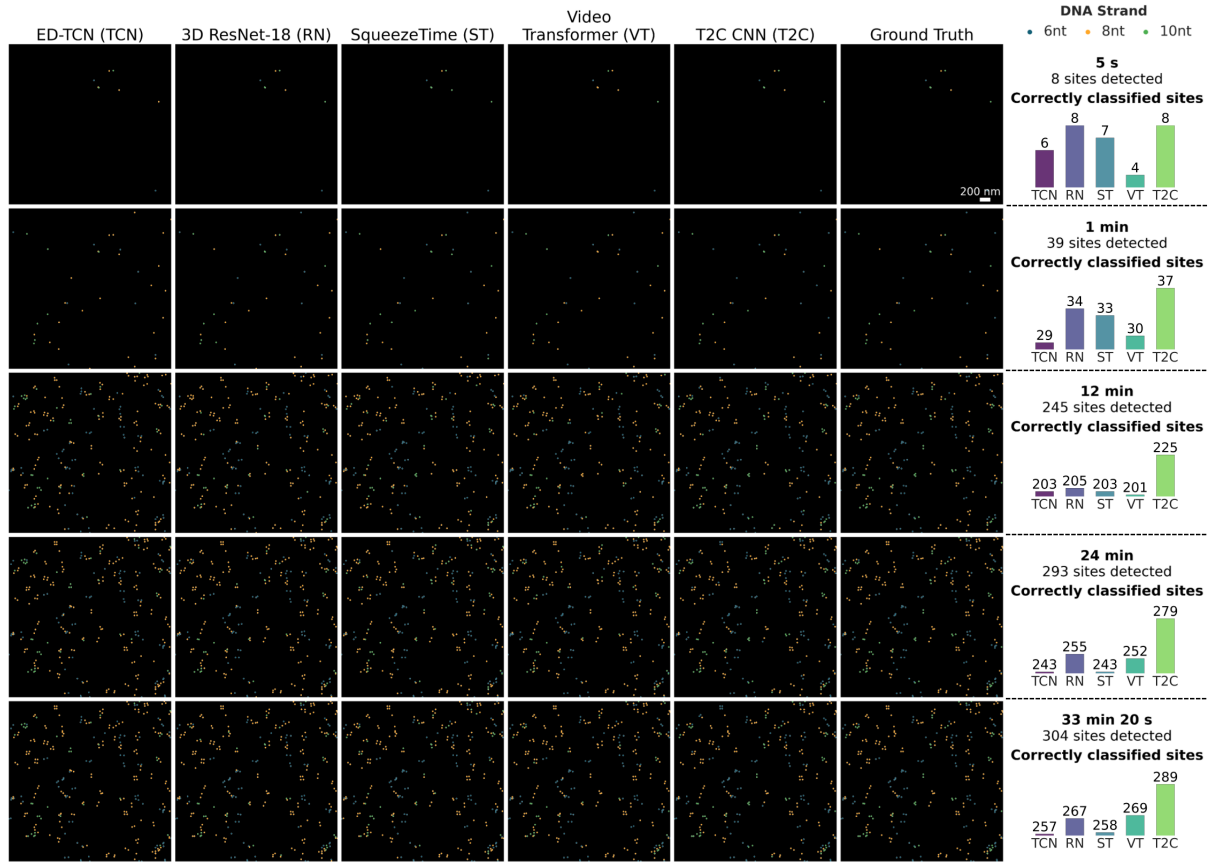 ED-TCN (TCN)
3D ResNet-18 (RN)
SqueezeTime (ST)
Video
Transformer (VT)
T2C CNN (T2C)
Ground Truth
DNA Strand
6nt 8nt 10nt
200 nm
5 s
8 sites detected
Correctly classified sites
6 8 7 4 8
TCN RN ST VT T2C
1 min
39 sites detected
Correctly classified sites
29 34 33 30 37
TCN RN ST VT T2C
12 min
245 sites detected
Correctly classified sites
203 205 203 201 225
TCN RN ST VT T2C
24 min
293 sites detected
Correctly classified sites
243 255 243 252 279
TCN RN ST VT T2C
33 min 20 s
304 sites detected
Correctly classified sites
257 267 258 269 289
TCN RN ST VT T2C